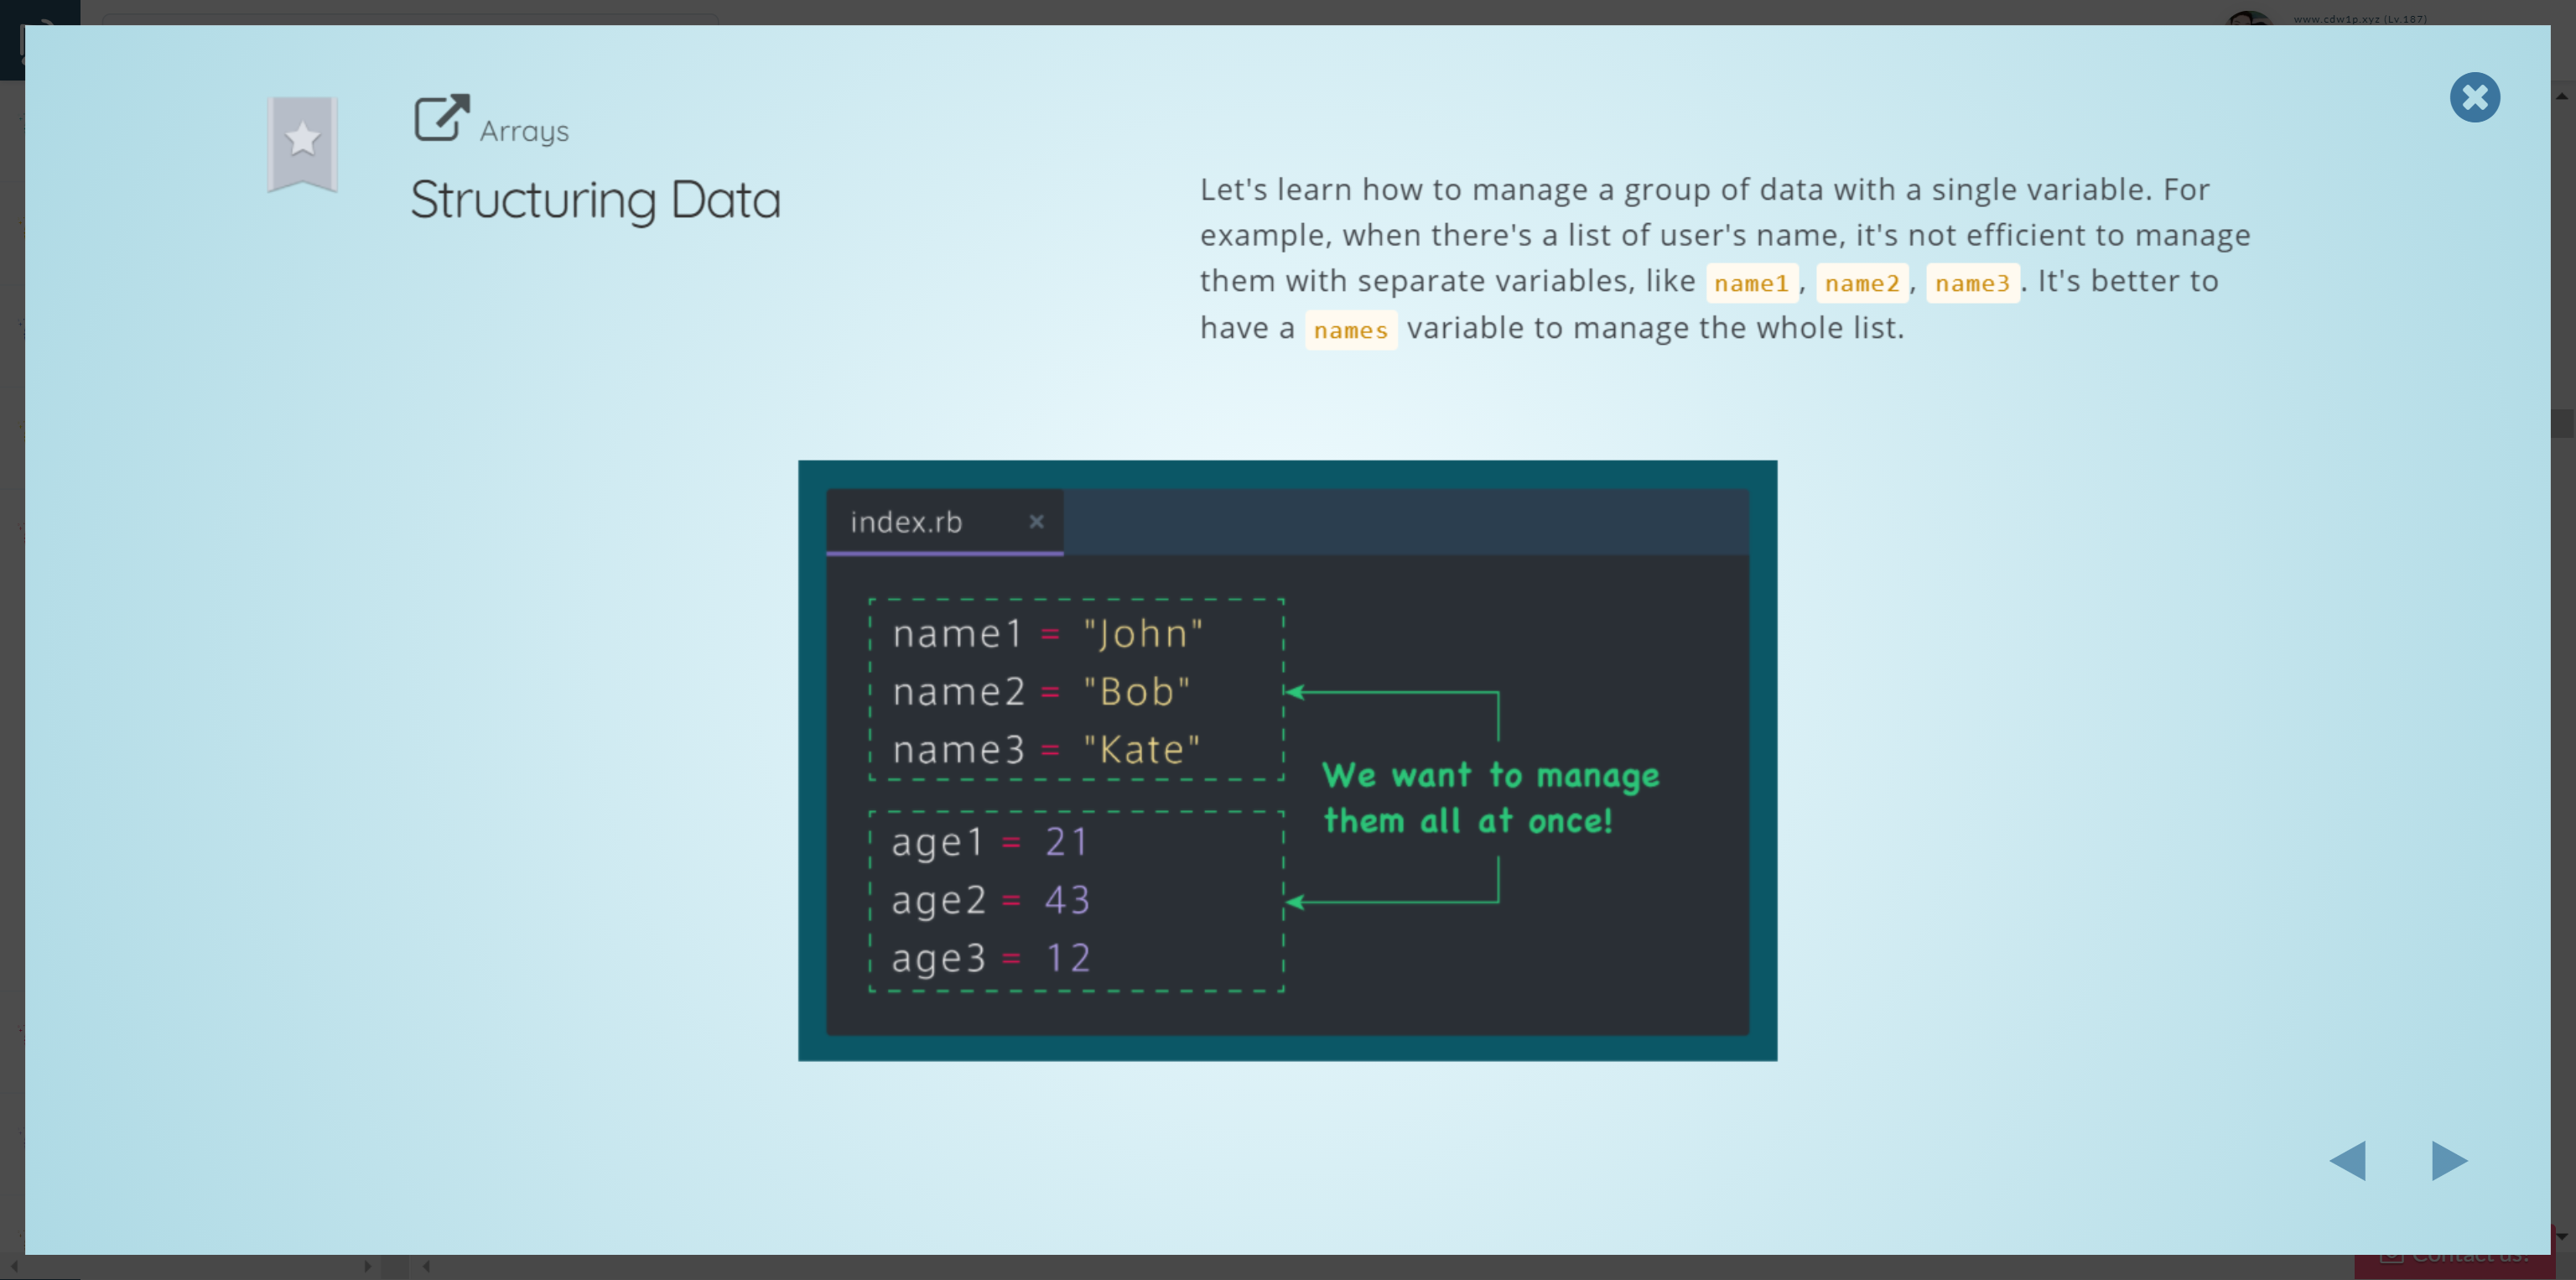 www.cdw1p.xyz (Lv.187)
Arrays
Structuring Data
Let's learn how to manage a group of data with a single variable. For
example, when there's a list of user's name, it's not efficient to manage
them with separate variables, like name1, name2, name3. It's better to
have a names variable to manage the whole list.
index.rb ×
name1 = "John"
name2 = "Bob"
name3 = "Kate"
We want to manage
them all at once!
age1 = 21
age2 = 43
age3 = 12
Contact us!